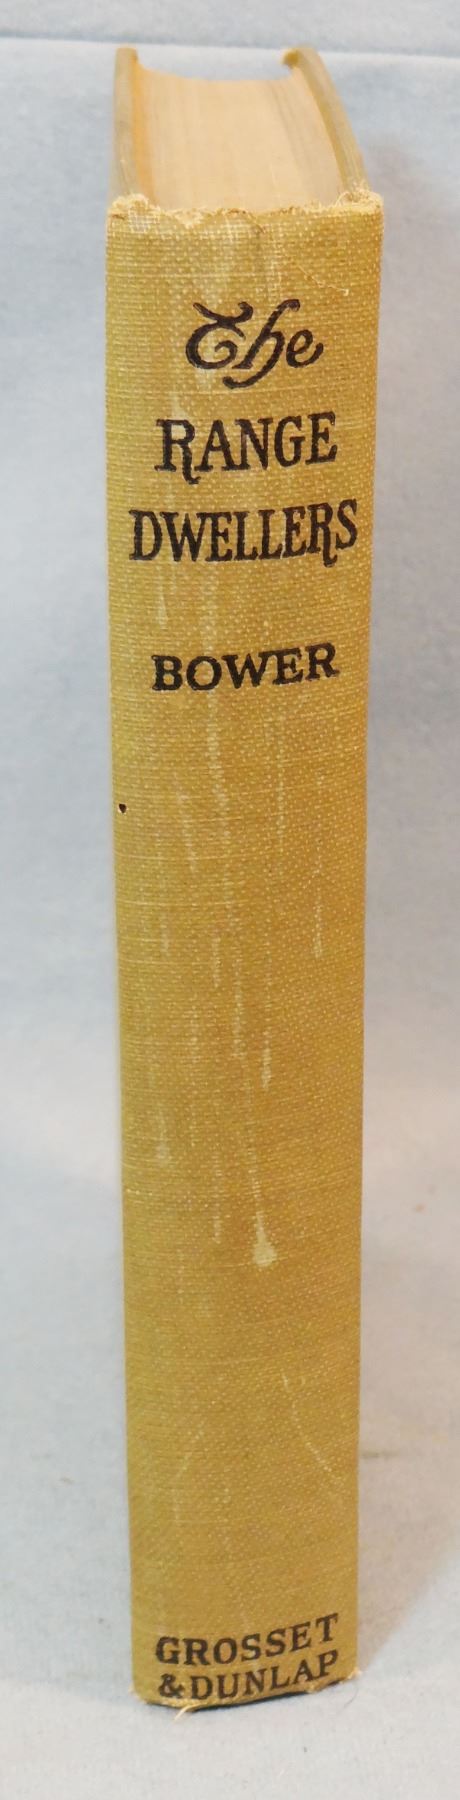 The
RANGE
DWELLERS
BOWER
GROSSET
& DUNLAP